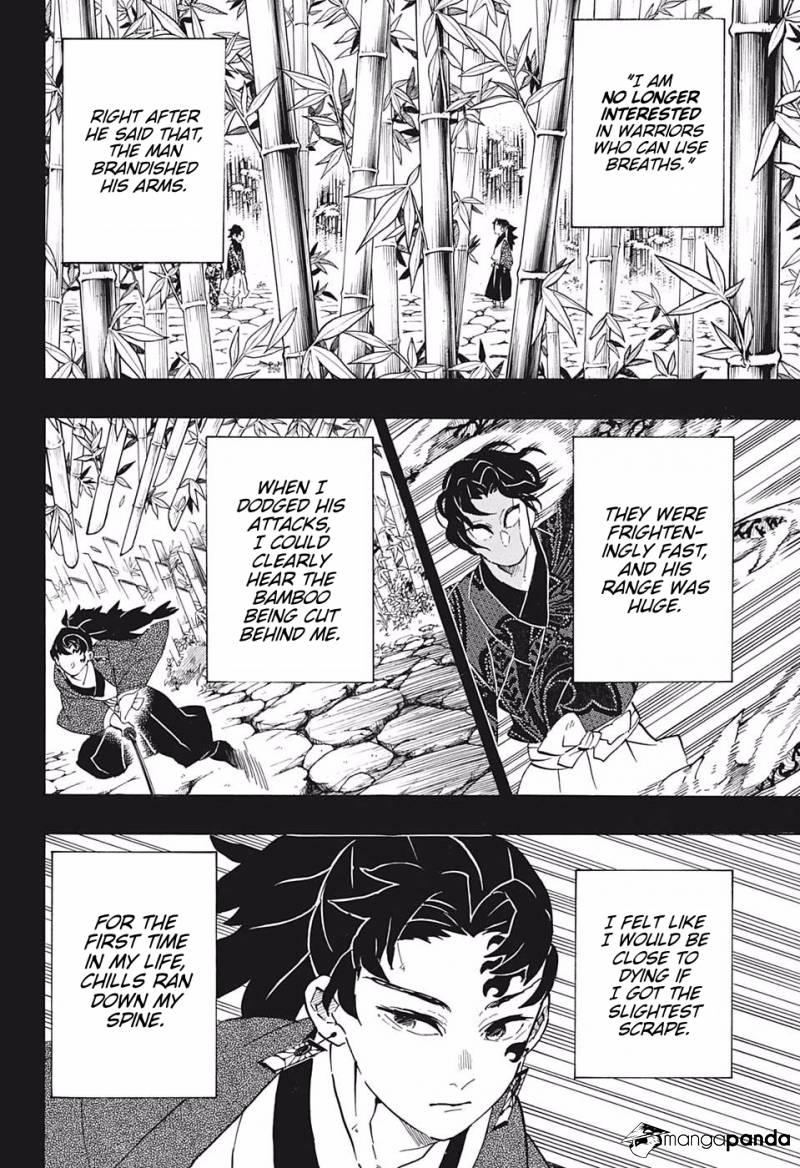 "I AM
NO LONGER
INTERESTED
IN WARRIORS
WHO CAN USE
BREATHS."
RIGHT AFTER
HE SAID THAT,
THE MAN
BRANDISHED
HIS ARMS.
THEY WERE
FRIGHTEN-
INGLY FAST,
AND HIS
RANGE WAS
HUGE.
WHEN I
DODGED HIS
ATTACKS,
I COULD
CLEARLY
HEAR THE
BAMBOO
BEING CUT
BEHIND ME.
I FELT LIKE
I WOULD BE
CLOSE TO
DYING IF
I GOT THE
SLIGHTEST
SCRAPE.
FOR THE
FIRST TIME
IN MY LIFE,
CHILLS RAN
DOWN MY
SPINE.
mangapanda